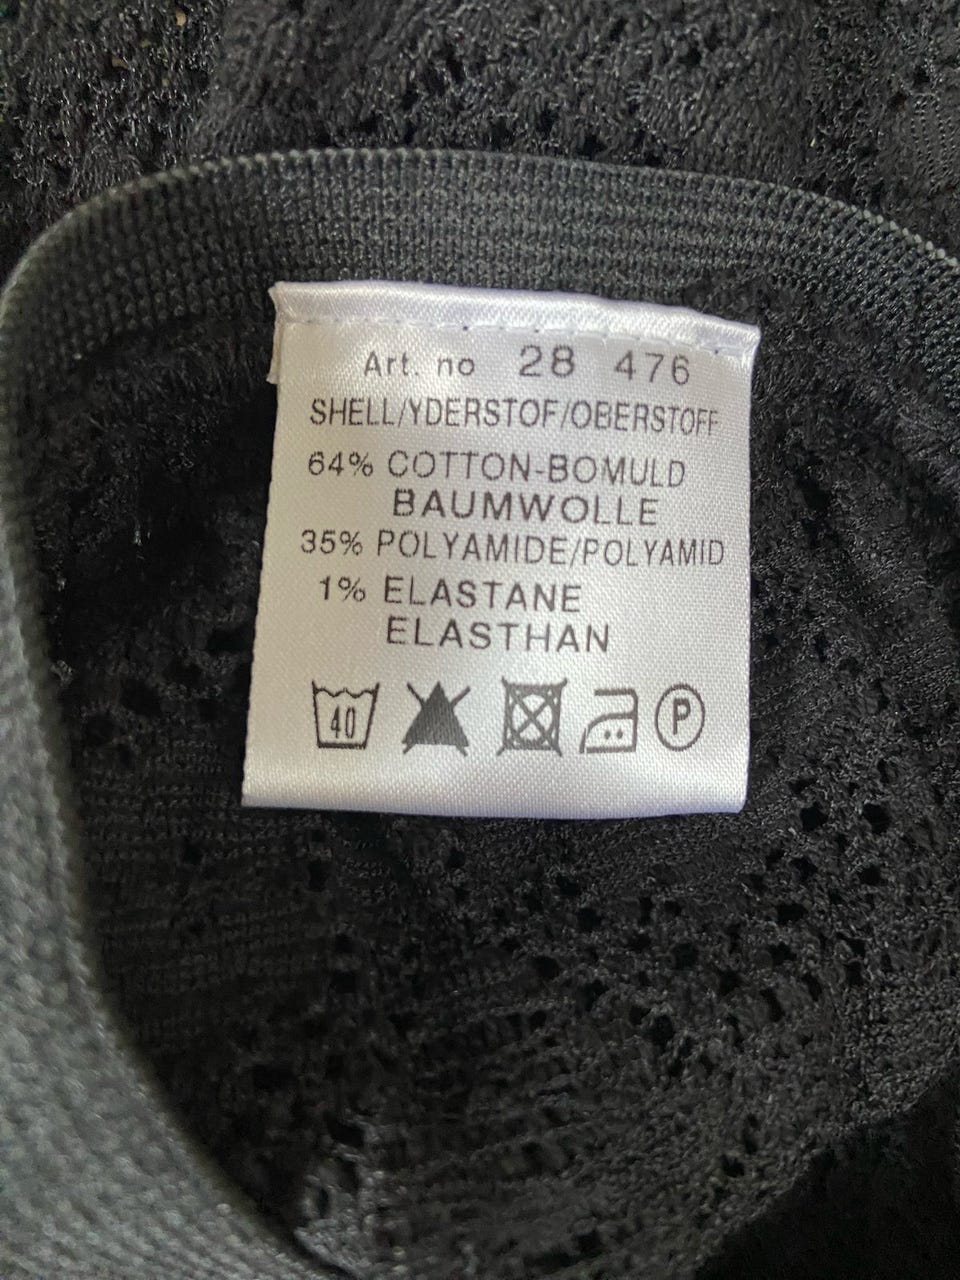 Art. no 28 476
SHELL/YDERSTOF/OBERSTOFF
64% COTTON-BOMULD
BAUMWOLLE
35% POLYAMIDE/POLYAMID
1% ELASTANE
ELASTHAN
40 P